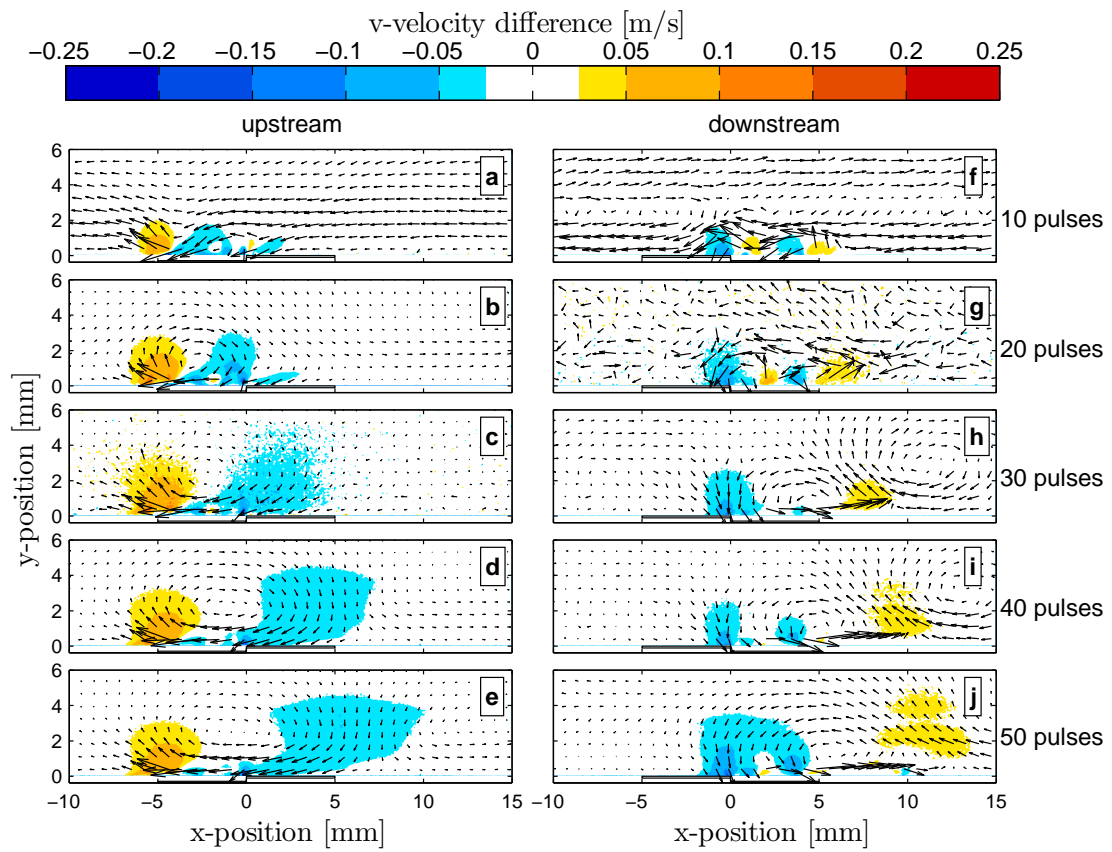 v-velocity difference [m/s]
−0.25 −0.2 −0.15 −0.1 −0.05 0 0.05 0.1 0.15 0.2 0.25
upstream downstream
6 4 2 0 a f 10 pulses
6 4 2 0 b g 20 pulses
6 4 2 0 c h 30 pulses
6 4 2 0 d i 40 pulses
6 4 2 0 e j 50 pulses
y-position [mm]
−10 −5 0 5 10 15 −10 −5 0 5 10 15
x-position [mm] x-position [mm]